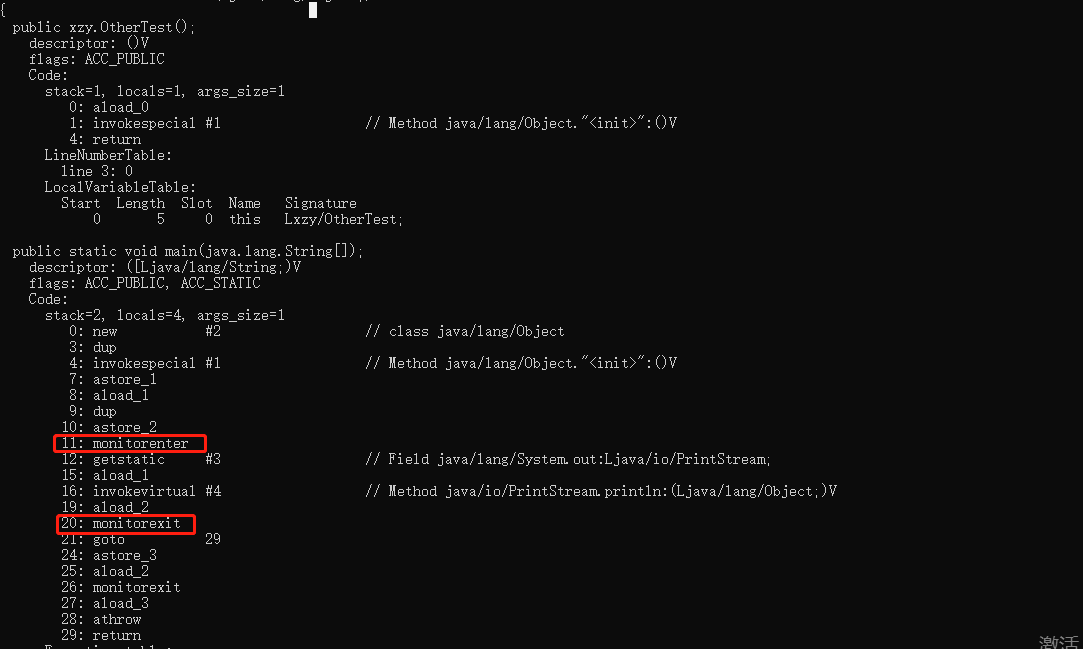 {
  public xzy.OtherTest();
    descriptor: ()V
    flags: ACC_PUBLIC
    Code:
      stack=1, locals=1, args_size=1
         0: aload_0
         1: invokespecial #1                  // Method java/lang/Object."<init>":()V
         4: return
      LineNumberTable:
        line 3: 0
      LocalVariableTable:
        Start  Length  Slot  Name   Signature
            0       5     0  this   Lxzy/OtherTest;

  public static void main(java.lang.String[]);
    descriptor: ([Ljava/lang/String;)V
    flags: ACC_PUBLIC, ACC_STATIC
    Code:
      stack=2, locals=4, args_size=1
         0: new           #2                  // class java/lang/Object
         3: dup
         4: invokespecial #1                  // Method java/lang/Object."<init>":()V
         7: astore_1
         8: aload_1
         9: dup
        10: astore_2
        11: monitorenter
        12: getstatic     #3                  // Field java/lang/System.out:Ljava/io/PrintStream;
        15: aload_1
        16: invokevirtual #4                  // Method java/io/PrintStream.println:(Ljava/lang/Object;)V
        19: aload_2
        20: monitorexit
        21: goto          29
        24: astore_3
        25: aload_2
        26: monitorexit
        27: aload_3
        28: athrow
        29: return
激活